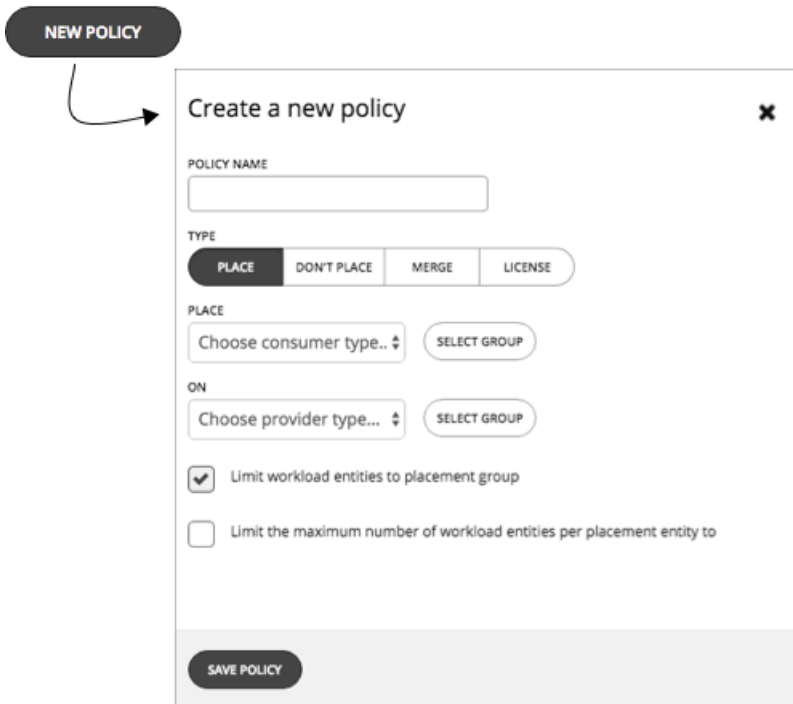 NEW POLICY
Create a new policy
POLICY NAME
TYPE
PLACE DON'T PLACE MERGE LICENSE
PLACE
Choose consumer type.. SELECT GROUP
ON
Choose provider type... SELECT GROUP
Limit workload entities to placement group
Limit the maximum number of workload entities per placement entity to
SAVE POLICY